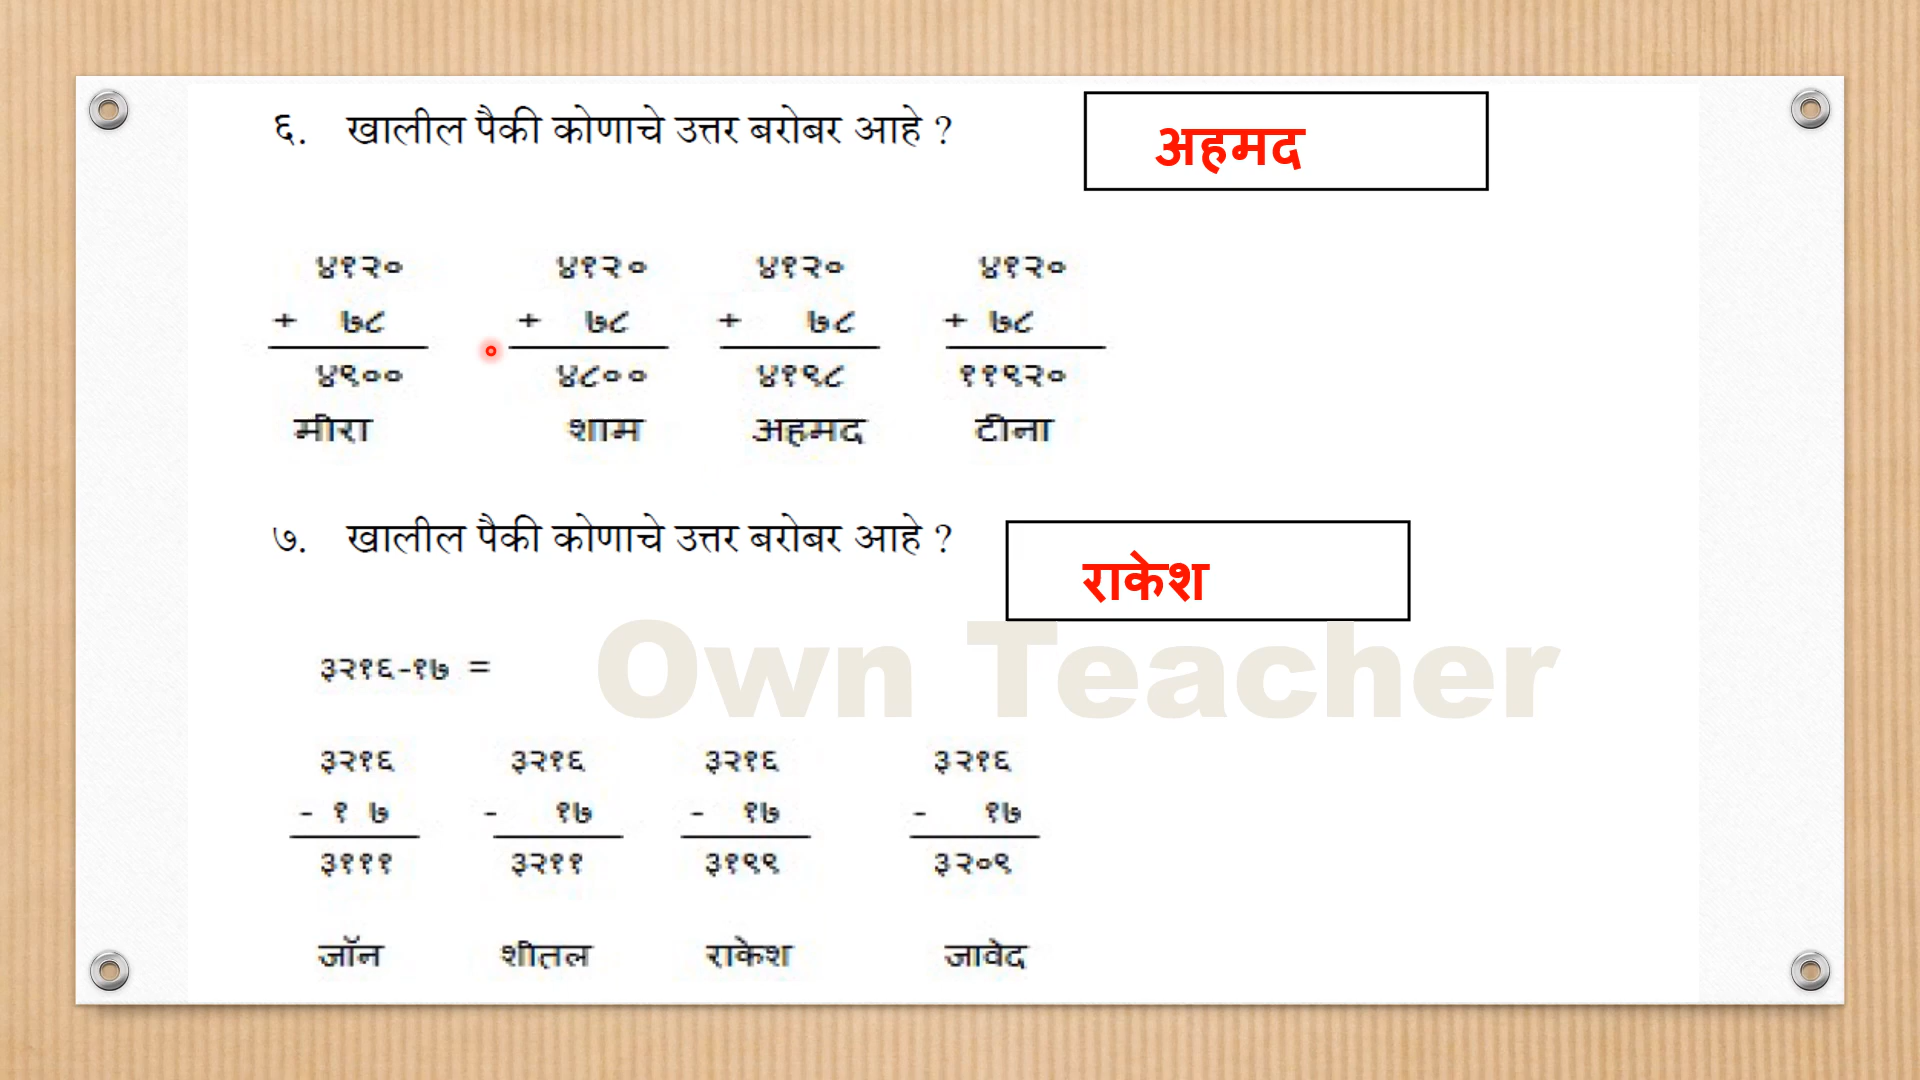 ६. खालील पैकी कोणाचे उत्तर बरोबर आहे ?
अहमद
४१२० ४१२० ४१२० ४१२०
+ ७८ + ७८ + ७८ + ७८
४९०० ४८०० ४१९८ ११९२०
मीरा शाम अहमद टीना
७. खालील पैकी कोणाचे उत्तर बरोबर आहे ?
राकेश
Own Teacher
३२१६-१७ =
३२१६ ३२१६ ३२१६ ३२१६
- १ ७ - १७ - १७ - १७
३१११ ३२११ ३१९९ ३२०९
जॉन शीतल राकेश जावेद